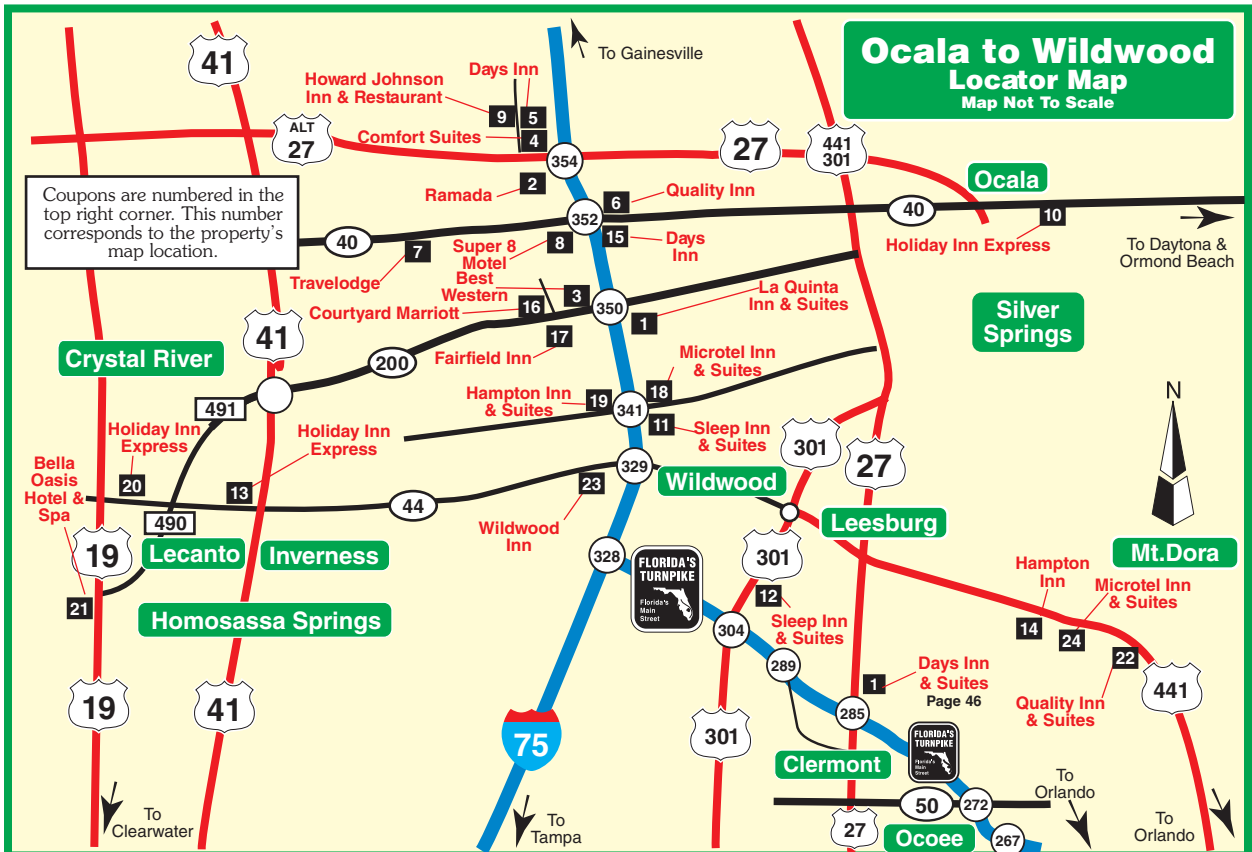 Ocala to Wildwood
Locator Map
Map Not To Scale
To Gainesville
41
Howard Johnson
Inn & Restaurant
Days Inn
9
5
Comfort Suites
4
ALT
27
354
27
441
301
Ocala
Coupons are numbered in the
top right corner. This number
corresponds to the property's
map location.
Ramada
2
6
Quality Inn
352
40
10
Holiday Inn Express
To Daytona &
Ormond Beach
40
7
Travelodge
Super 8
Motel
8
15
Days
Inn
Best
Western
3
Courtyard Marriott
16
350
1
La Quinta
Inn & Suites
17
Fairfield Inn
Silver
Springs
41
Crystal River
200
491
Microtel Inn
& Suites
18
Hampton Inn
& Suites
19
341
11
Sleep Inn
& Suites
N
301
27
Holiday Inn
Express
20
Holiday Inn
Express
13
Bella
Oasis
Hotel &
Spa
21
44
329
23
Wildwood
Inn
Wildwood
490
Lecanto
Inverness
19
Leesburg
328
FLORIDA'S
TURNPIKE
Florida's
Main
Street
301
12
Sleep Inn
& Suites
Mt.Dora
Hampton
Inn
14
Microtel Inn
& Suites
24
22
Quality Inn
& Suites
441
Homosassa Springs
304
289
1
Days Inn
& Suites
Page 46
285
19
41
75
301
FLORIDA'S
TURNPIKE
Florida's
Main
Street
Clermont
To
Clearwater
To
Tampa
50
272
To
Orlando
27
Ocoee
267
To
Orlando